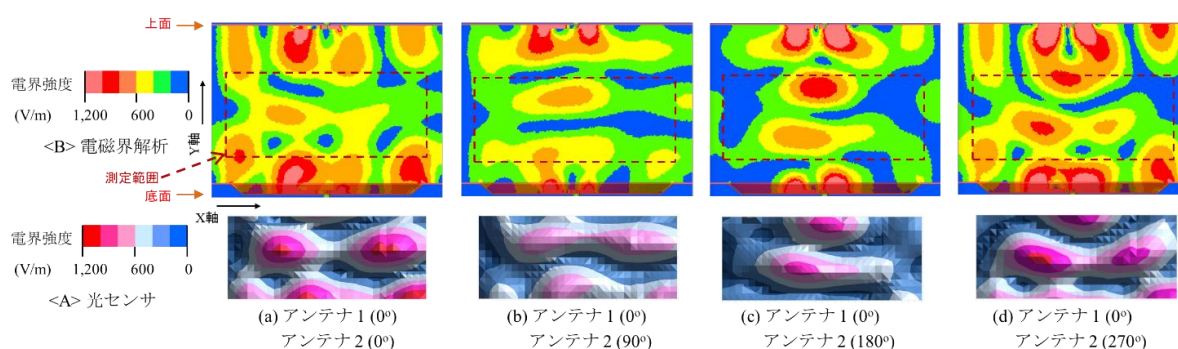 上面
電界強度
1,200 600 0
(V/m)
<B> 電磁界解析
Y軸
測定範囲
底面
X軸
電界強度
1,200 600 0
(V/m)
<A> 光センサ
(a) アンテナ 1 (0°)
アンテナ 2 (0°)
(b) アンテナ 1 (0°)
アンテナ 2 (90°)
(c) アンテナ 1 (0°)
アンテナ 2 (180°)
(d) アンテナ 1 (0°)
アンテナ 2 (270°)